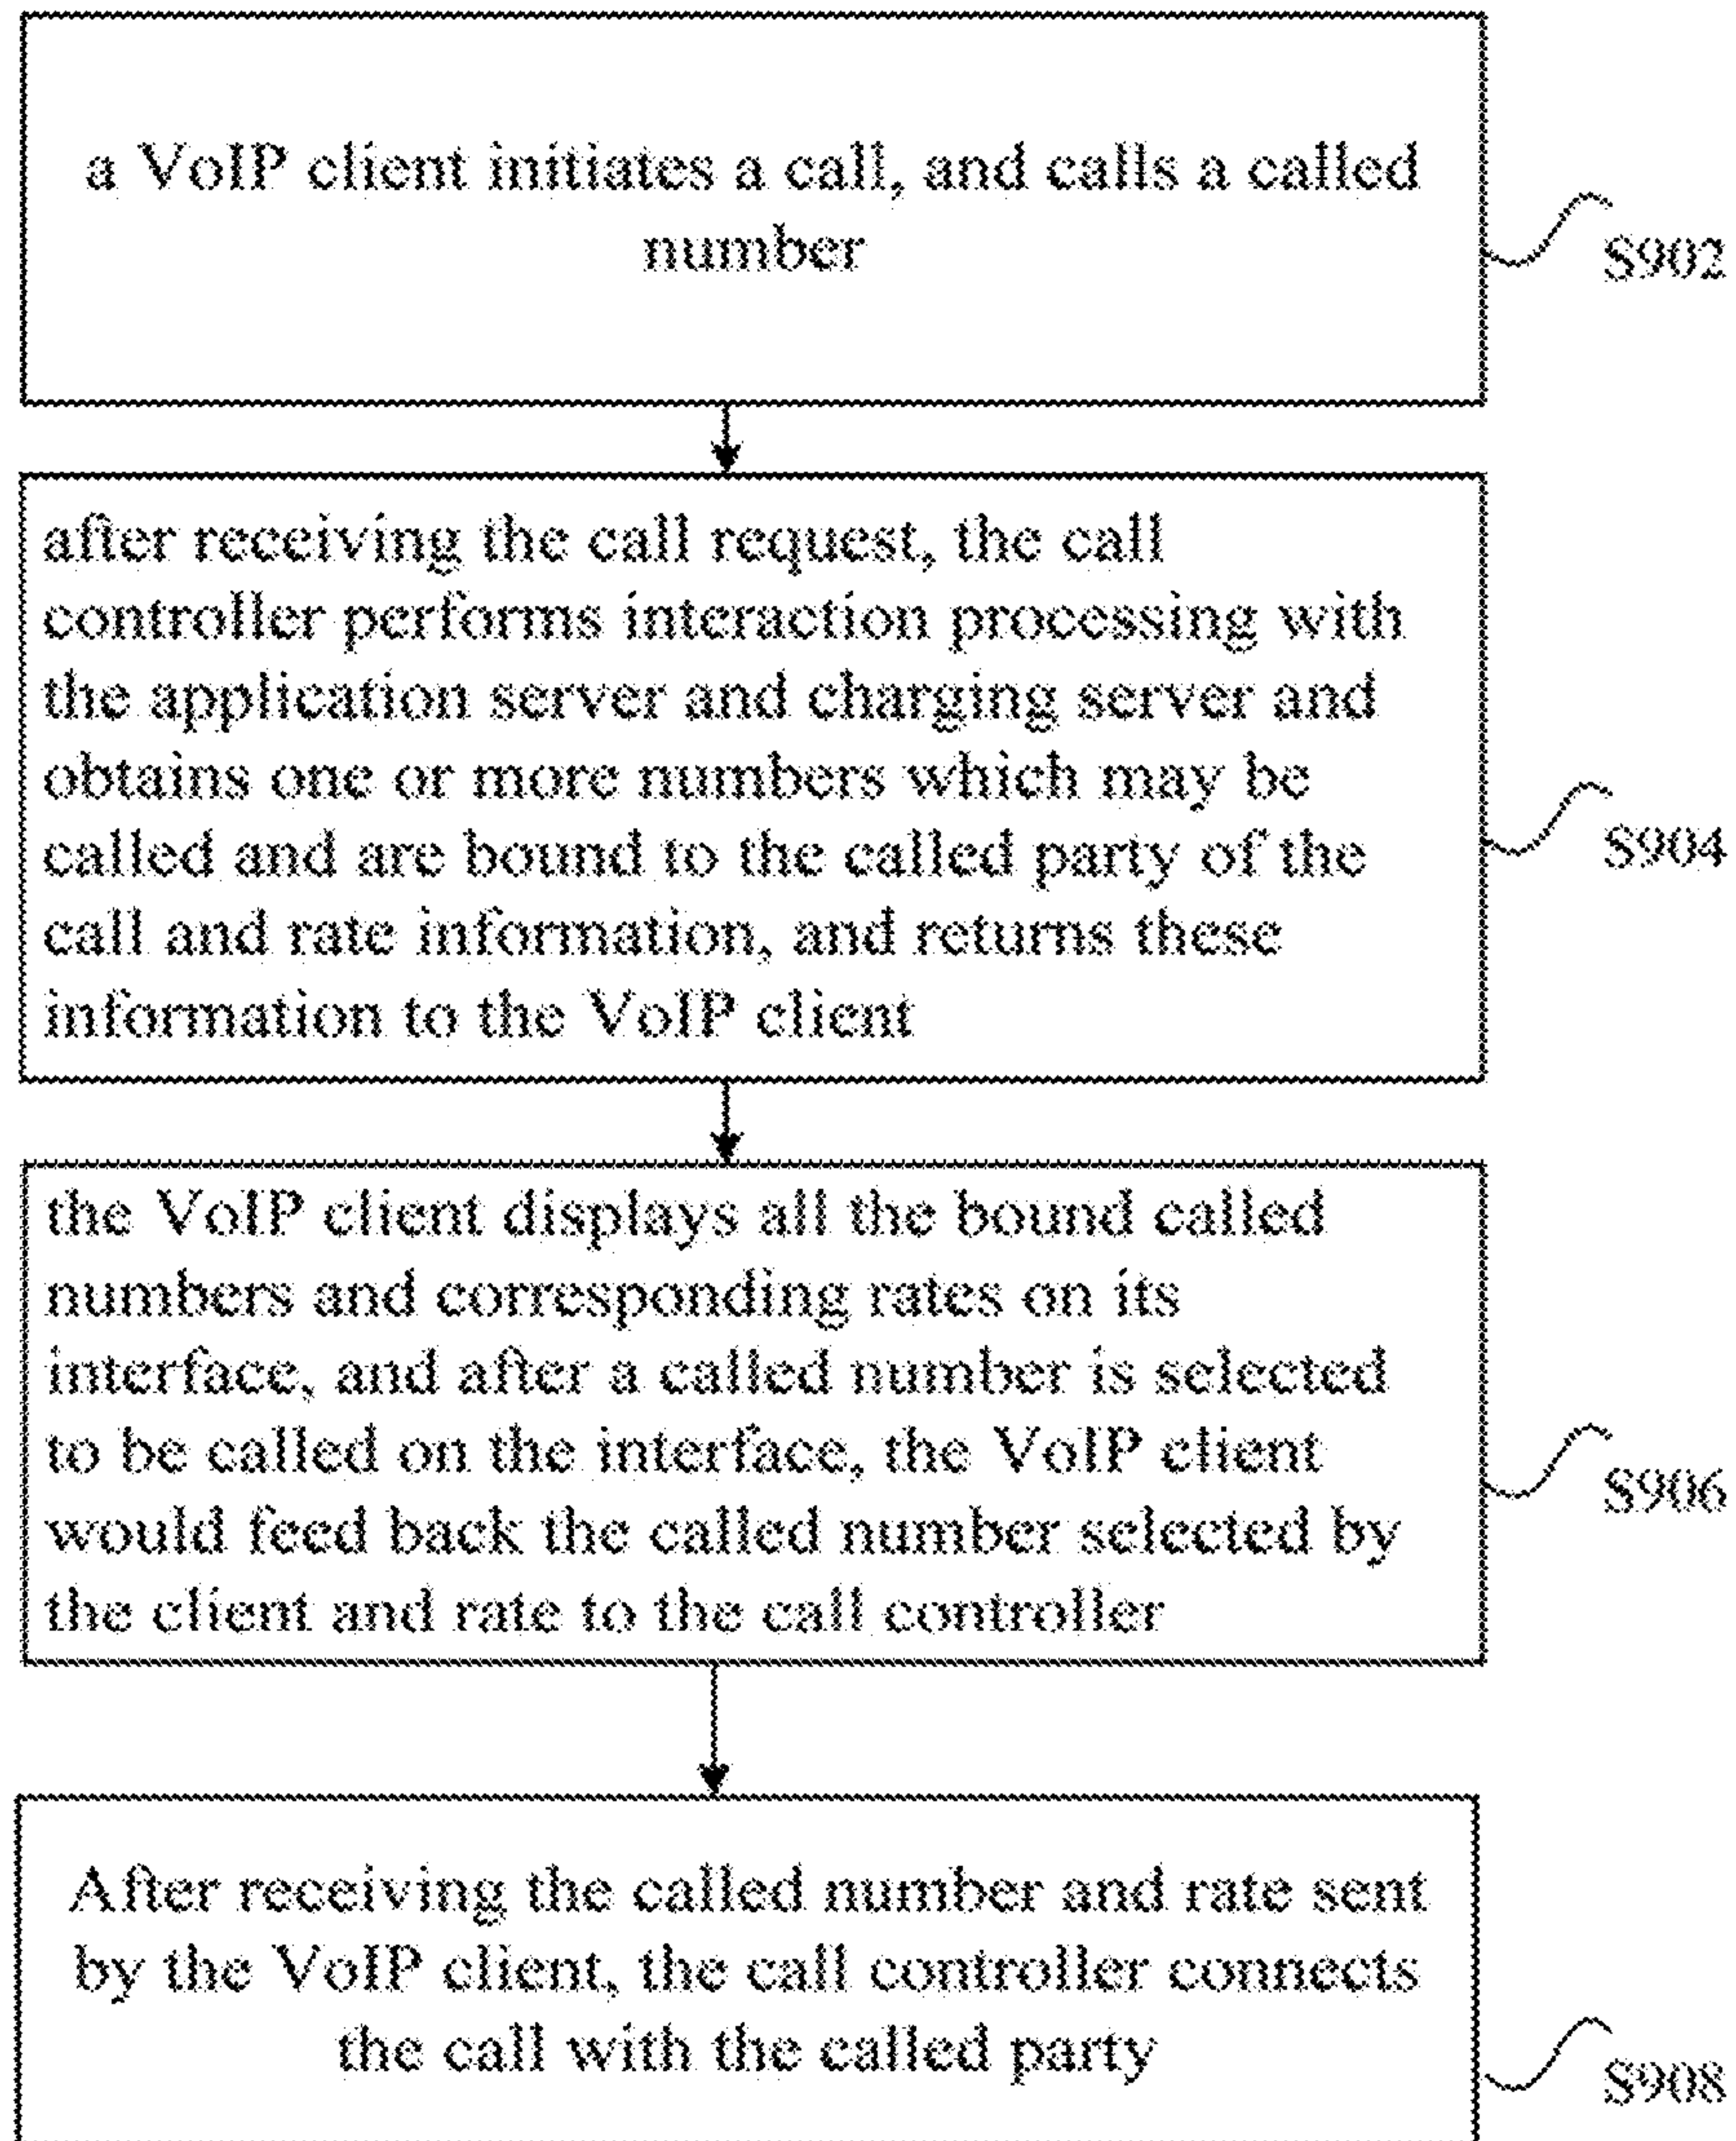 a VoIP client initiates a call, and calls a called
number
S902
after receiving the call request, the call
controller performs interaction processing with
the application server and charging server and
obtains one or more numbers which may be
called and are bound to the called party of the
call and rate information, and returns these
information to the VoIP client
S904
the VoIP client displays all the bound called
numbers and corresponding rates on its
interface, and after a called number is selected
to be called on the interface, the VoIP client
would feed back the called number selected by
the client and rate to the call controller
S906
After receiving the called number and rate sent
by the VoIP client, the call controller connects
the call with the called party
S908